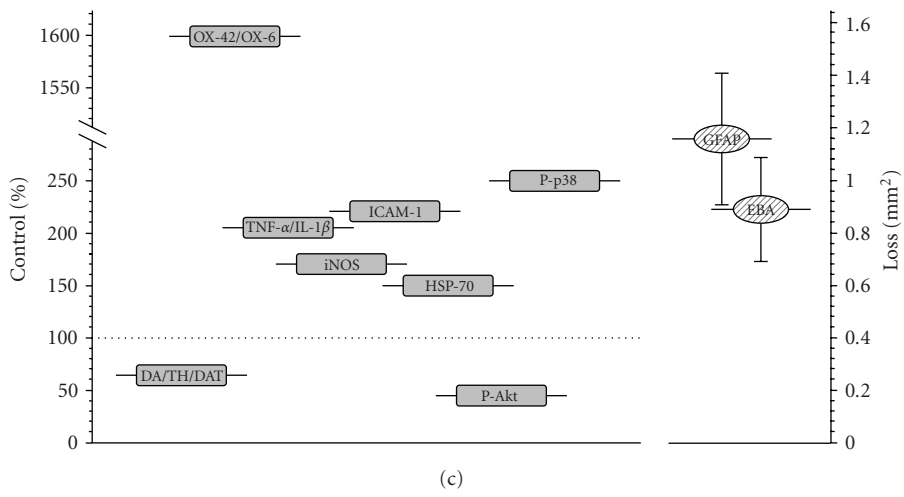 1600
1550
250
200
150
100
50
0
Control (%)
OX-42/OX-6
P-p38
ICAM-1
TNF-α/IL-1β
iNOS
HSP-70
DA/TH/DAT
P-Akt
GFAP
EBA
1.6
1.4
1.2
1
0.8
0.6
0.4
0.2
0
Loss (mm²)
(c)